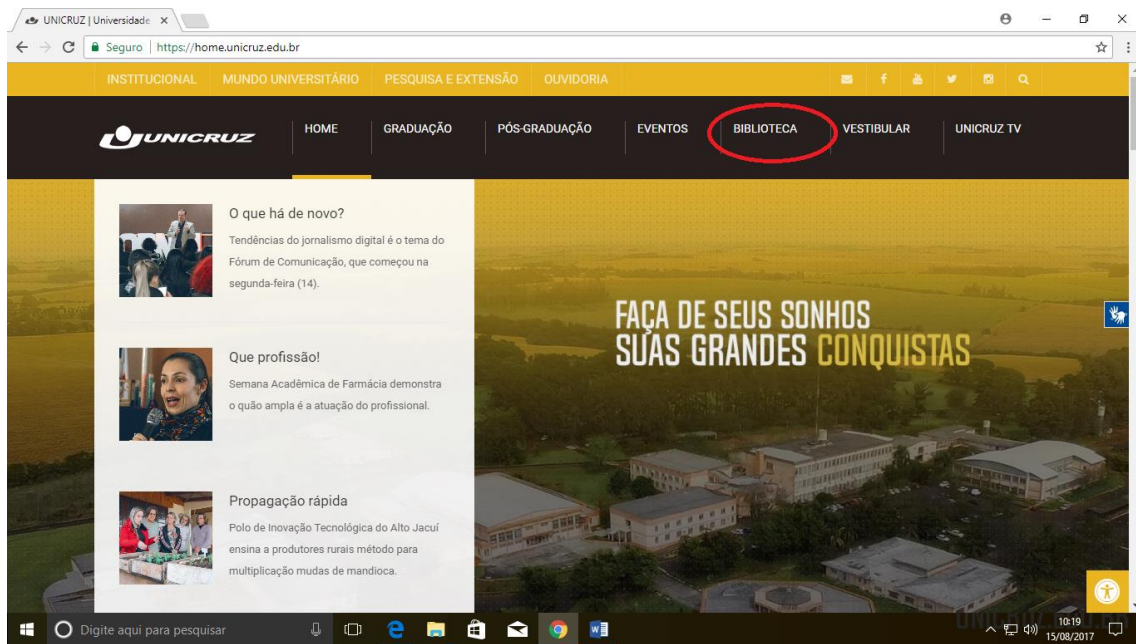 UNICRUZ | Universidade
Seguro | https://home.unicruz.edu.br
INSTITUCIONAL MUNDO UNIVERSITÁRIO PESQUISA E EXTENSÃO OUVIDORIA
UNICRUZ HOME GRADUAÇÃO PÓS-GRADUAÇÃO EVENTOS BIBLIOTECA VESTIBULAR UNICRUZ TV
O que há de novo?
Tendências do jornalismo digital é o tema do
Fórum de Comunicação, que começou na
segunda-feira (14).
Que profissão!
Semana Acadêmica de Farmácia demonstra
o quão ampla é a atuação do profissional.
Propagação rápida
Polo de Inovação Tecnológica do Alto Jacuí
ensina a produtores rurais método para
multiplicação mudas de mandioca.
FAÇA DE SEUS SONHOS
SUAS GRANDES CONQUISTAS
Digite aqui para pesquisar
10:19
15/08/2017